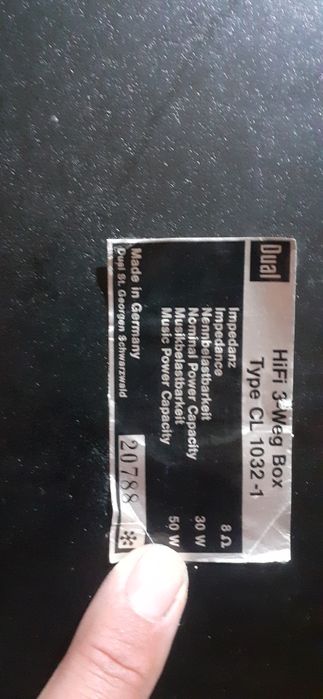 Dual
HiFi 3-Weg Box
Type CL 1032-1
Impedanz
Impedance 8 Ω
Nennbelastbarkeit
Nominal Power Capacity 30 W
Musikbelastbarkeit
Music Power Capacity 50 W
Made in Germany
Dual St. Georgen Schwarzwald
20788 *